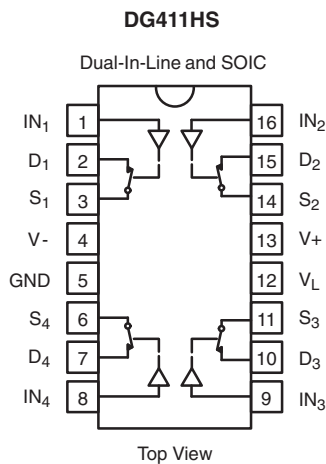 DG411HS
Dual-In-Line and SOIC
IN1 1 16 IN2
D1 2 15 D2
S1 3 14 S2
V- 4 13 V+
GND 5 12 VL
S4 6 11 S3
D4 7 10 D3
IN4 8 9 IN3
Top View